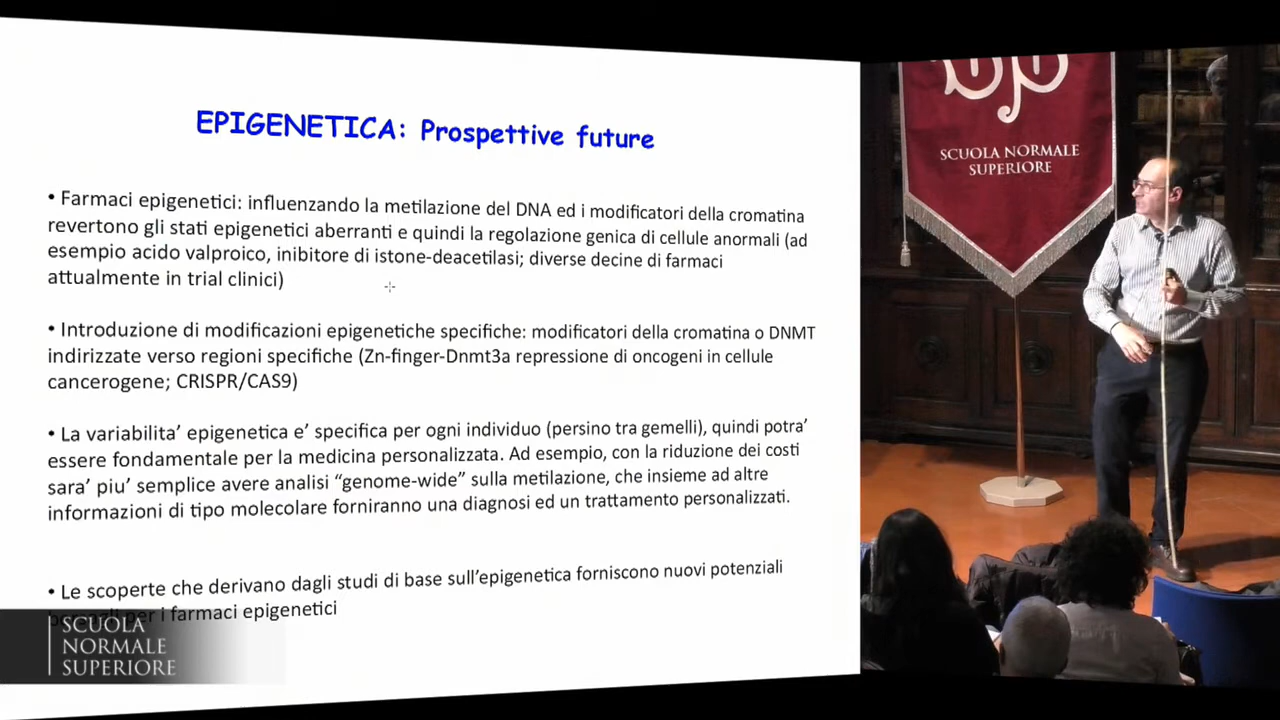 EPIGENETICA: Prospettive future
• Farmaci epigenetici: influenzando la metilazione del DNA ed i modificatori della cromatina
revertono gli stati epigenetici aberranti e quindi la regolazione genica di cellule anormali (ad
esempio acido valproico, inibitore di istone-deacetilasi; diverse decine di farmaci
attualmente in trial clinici)
• Introduzione di modificazioni epigenetiche specifiche: modificatori della cromatina o DNMT
indirizzate verso regioni specifiche (Zn-finger-Dnmt3a repressione di oncogeni in cellule
cancerogene; CRISPR/CAS9)
• La variabilita' epigenetica e' specifica per ogni individuo (persino tra gemelli), quindi potra'
essere fondamentale per la medicina personalizzata. Ad esempio, con la riduzione dei costi
sara' piu' semplice avere analisi "genome-wide" sulla metilazione, che insieme ad altre
informazioni di tipo molecolare forniranno una diagnosi ed un trattamento personalizzati.
• Le scoperte che derivano dagli studi di base sull'epigenetica forniscono nuovi potenziali
per i farmaci epigenetici
SCUOLA
NORMALE
SUPERIORE
SCUOLA NORMALE
SUPERIORE